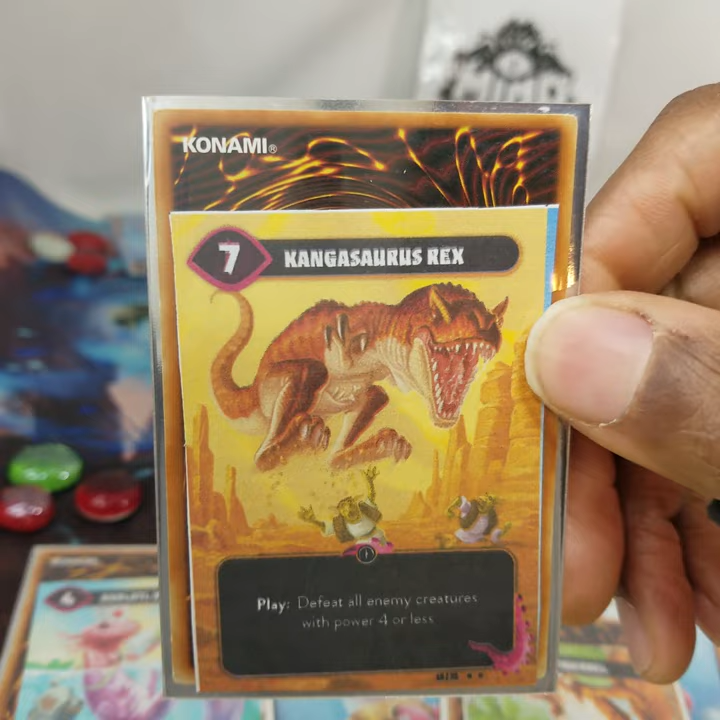 KONAMI®
7
KANGASAURUS REX
Play: Defeat all enemy creatures
with power 4 or less